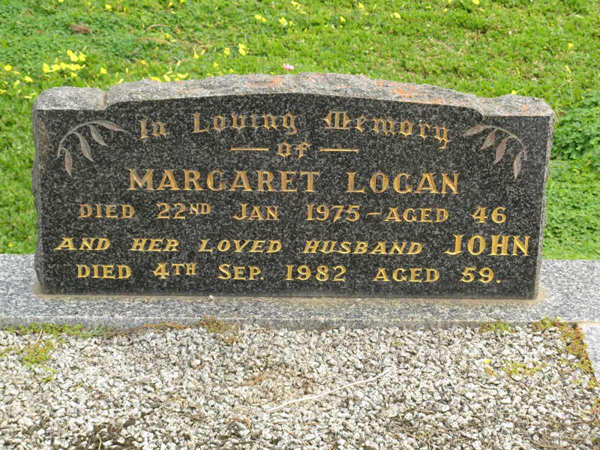 In Loving Memory
of
MARGARET LOGAN
DIED 22ND JAN 1975 - AGED 46
AND HER LOVED HUSBAND JOHN
DIED 4TH SEP. 1982 AGED 59.